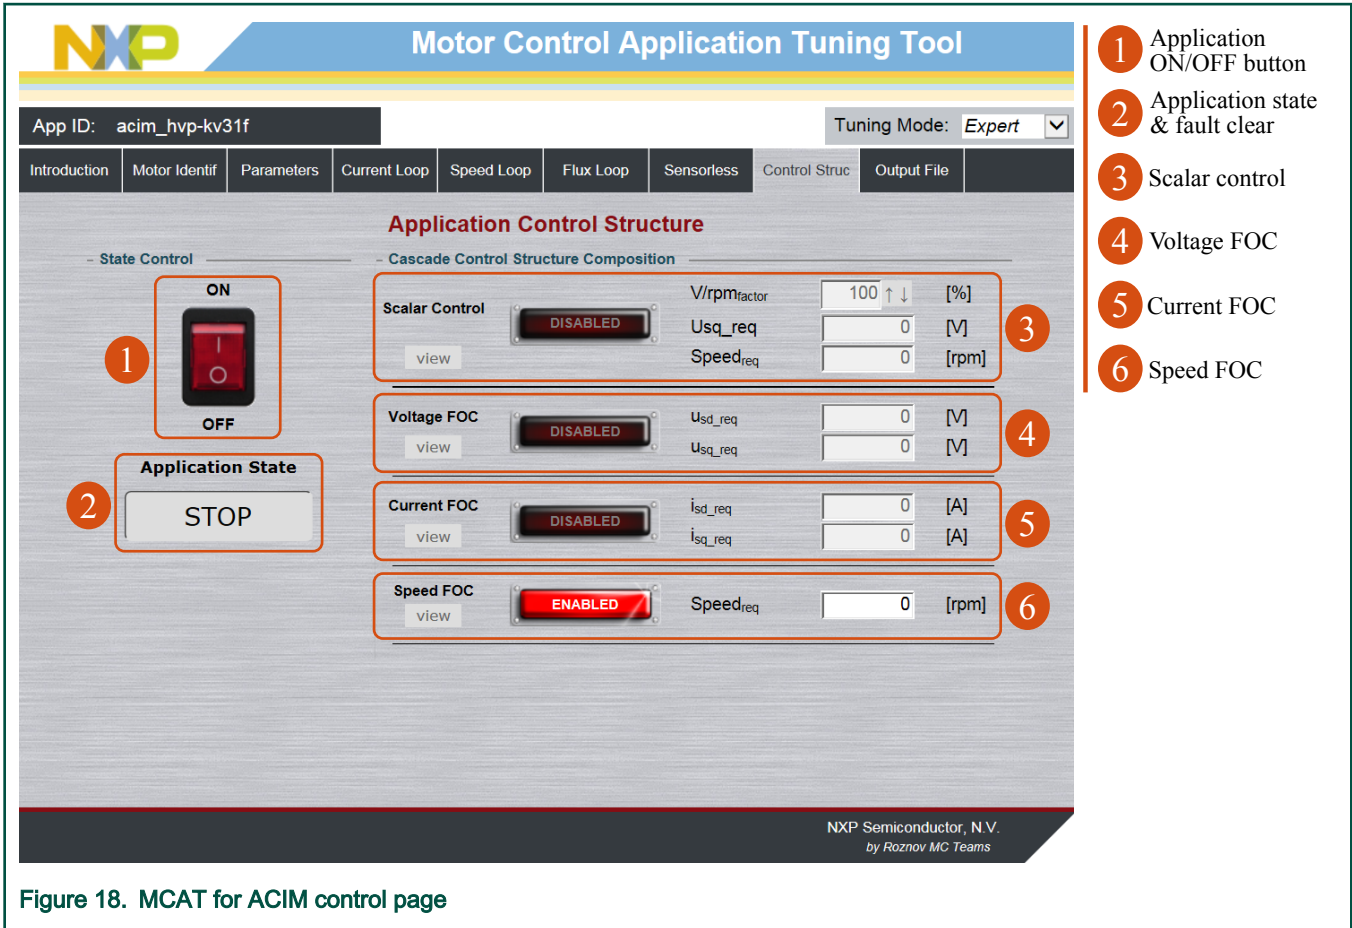 NXP
Motor Control Application Tuning Tool
App ID: acim_hvp-kv31f
Tuning Mode: Expert
Introduction Motor Identif Parameters Current Loop Speed Loop Flux Loop Sensorless Control Struc Output File
Application Control Structure
State Control
ON
I
O
OFF
1
Application State
STOP
2
Cascade Control Structure Composition
Scalar Control DISABLED
view
V/rpmfactor 100 ↑ ↓ [%]
Usq_req 0 [V]
Speedreq 0 [rpm]
3
Voltage FOC DISABLED
view
usd_req 0 [V]
usq_req 0 [V]
4
Current FOC DISABLED
view
isd_req 0 [A]
isq_req 0 [A]
5
Speed FOC ENABLED
view
Speedreq 0 [rpm]
6
NXP Semiconductor, N.V.
by Roznov MC Teams
1 Application
ON/OFF button
2 Application state
& fault clear
3 Scalar control
4 Voltage FOC
5 Current FOC
6 Speed FOC
Figure 18. MCAT for ACIM control page